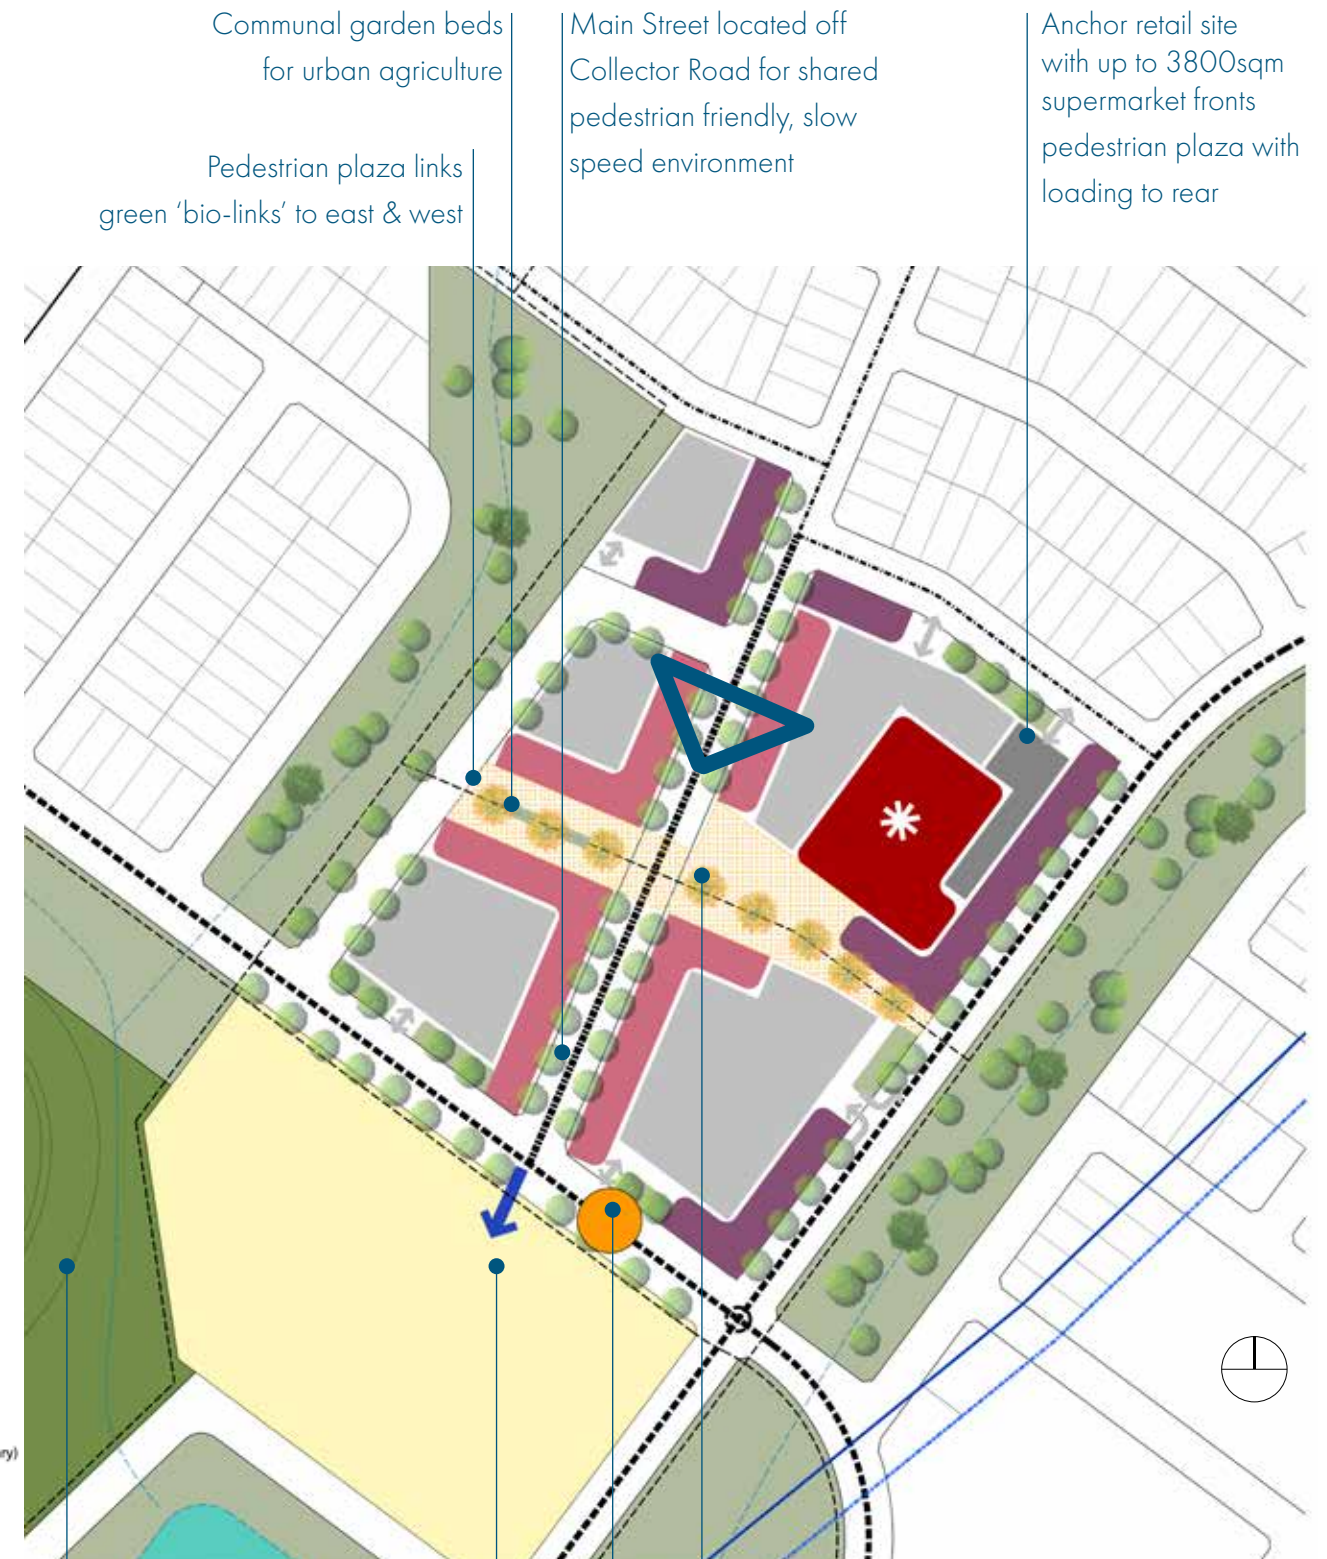 Communal garden beds
for urban agriculture
Main Street located off
Collector Road for shared
pedestrian friendly, slow
speed environment
Anchor retail site
with up to 3800sqm
supermarket fronts
pedestrian plaza with
loading to rear
Pedestrian plaza links
green ‘bio-links’ to east & west
ry)